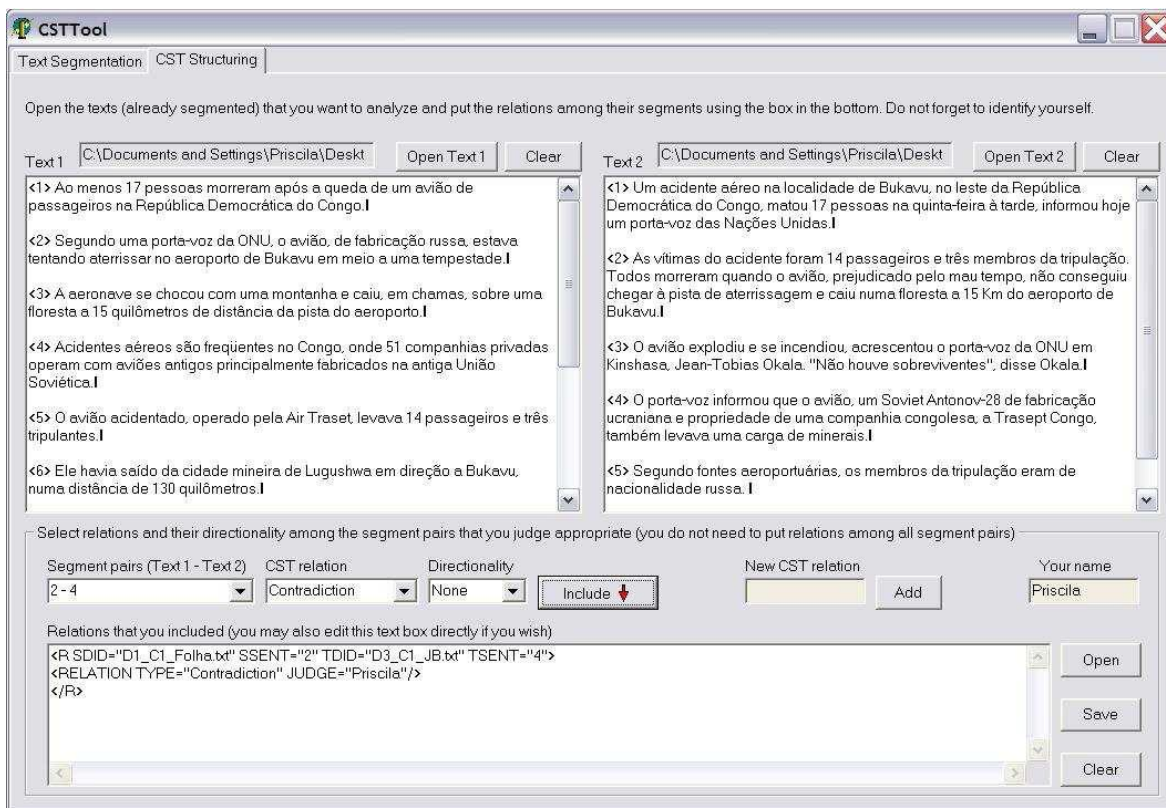 CSTTool
Text Segmentation CST Structuring
Open the texts (already segmented) that you want to analyze and put the relations among their segments using the box in the bottom. Do not forget to identify yourself.
Text 1 C:\Documents and Settings\Priscila\Deskt Open Text 1 Clear
<1> Ao menos 17 pessoas morreram após a queda de um avião de
passageiros na República Democrática do Congo.
<2> Segundo uma porta-voz da ONU, o avião, de fabricação russa, estava
tentando aterrissar no aeroporto de Bukavu em meio a uma tempestade.
<3> A aeronave se chocou com uma montanha e caiu, em chamas, sobre uma
floresta a 15 quilômetros de distância da pista do aeroporto.
<4> Acidentes aéreos são freqüentes no Congo, onde 51 companhias privadas
operam com aviões antigos principalmente fabricados na antiga União
Soviética.
<5> O avião acidentado, operado pela Air Traset, levava 14 passageiros e três
tripulantes.
<6> Ele havia saído da cidade mineira de Lugushwa em direção a Bukavu,
numa distância de 130 quilômetros.
Text 2 C:\Documents and Settings\Priscila\Deskt Open Text 2 Clear
<1> Um acidente aéreo na localidade de Bukavu, no leste da República
Democrática do Congo, matou 17 pessoas na quinta-feira à tarde, informou hoje
um porta-voz das Nações Unidas.
<2> As vítimas do acidente foram 14 passageiros e três membros da tripulação.
Todos morreram quando o avião, prejudicado pelo mau tempo, não conseguiu
chegar à pista de aterrissagem e caiu numa floresta a 15 Km do aeroporto de
Bukavu.
<3> O avião explodiu e se incendiou, acrescentou o porta-voz da ONU em
Kinshasa, Jean-Tobias Okala. "Não houve sobreviventes", disse Okala.
<4> O porta-voz informou que o avião, um Soviet Antonov-28 de fabricação
ucraniana e propriedade de uma companhia congolesa, a Trasept Congo,
também levava uma carga de minerais.
<5> Segundo fontes aeroportuárias, os membros da tripulação eram de
nacionalidade russa.
Select relations and their directionality among the segment pairs that you judge appropriate (you do not need to put relations among all segment pairs)
Segment pairs (Text 1 - Text 2) CST relation Directionality New CST relation Your name
2 - 4 Contradiction None Include Add Priscila
Relations that you included (you may also edit this text box directly if you wish)
<R SDID="D1_C1_Folha.txt" SSENT="2" TDID="D3_C1_JB.txt" TSENT="4">
<RELATION TYPE="Contradiction" JUDGE="Priscila"/>
</R>
Open
Save
Clear